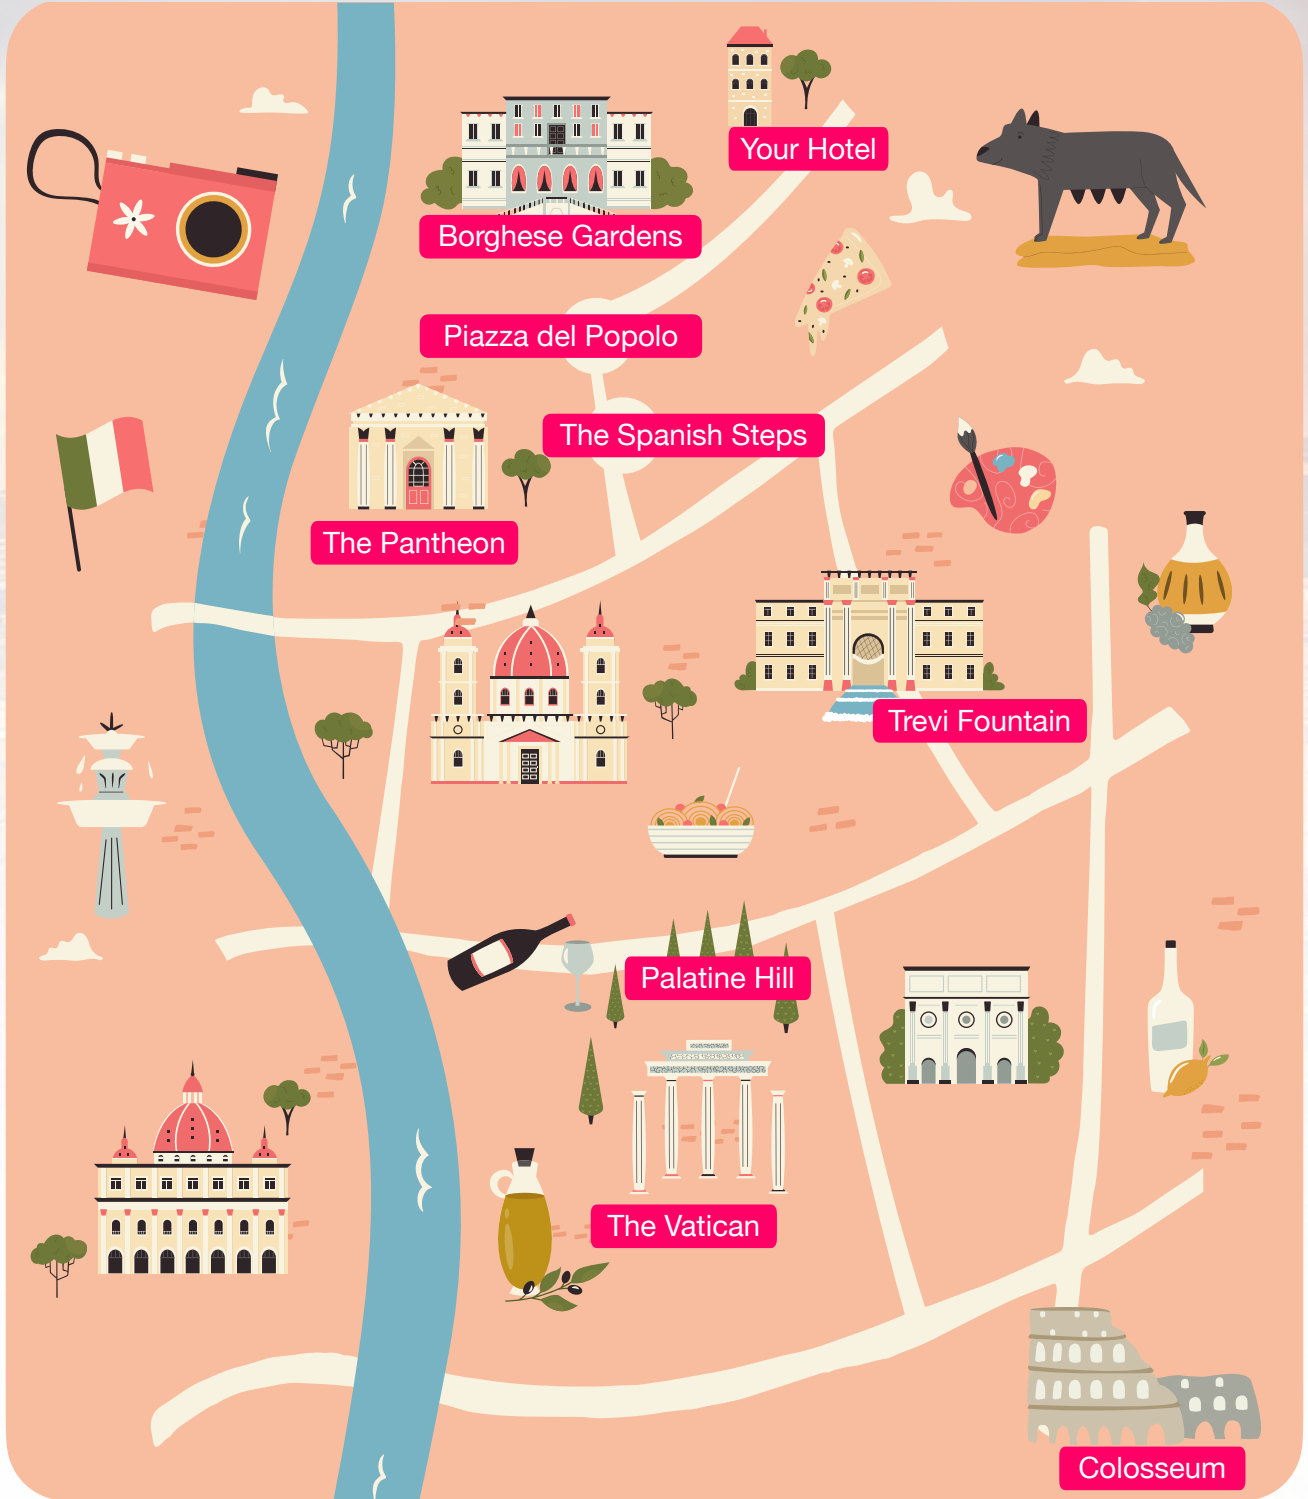 Your Hotel
Borghese Gardens
Piazza del Popolo
The Spanish Steps
The Pantheon
Trevi Fountain
Palatine Hill
The Vatican
Colosseum